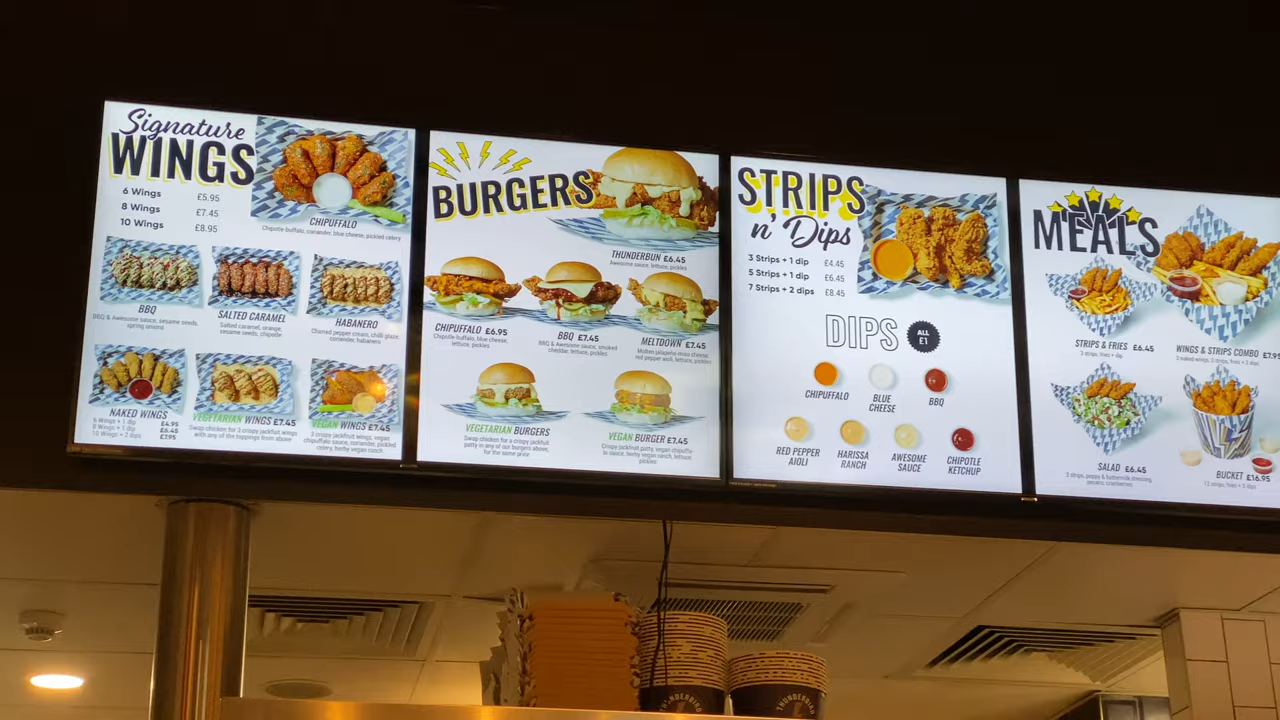 Signature
WINGS
6 Wings £5.95
8 Wings £7.45
10 Wings £8.95
CHIPUFFALO
Chipotle-buffalo, coriander, blue cheese, pickled celery
BBQ
BBQ & Awesome sauce, sesame seeds,
spring onion
SALTED CARAMEL
Salted caramel, orange,
sesame seeds, chipotle
HABANERO
Charred pepper cream, chilli glaze,
coriander, habanero
NAKED WINGS
6 Wings + 1 dip £4.95
8 Wings + 1 dip £6.45
10 Wings + 2 dips £7.95
VEGETARIAN WINGS £7.45
Swap chicken for 3 crispy jackfruit wings
with any of the toppings from above
VEGAN WINGS £7.45
3 crispy jackfruit wings, vegan
chipuffalo sauce, coriander, pickled
celery, herby vegan ranch
BURGERS
THUNDERBUN £6.45
Awesome sauce, lettuce, pickles
CHIPUFFALO £6.95
Chipotle-buffalo, blue cheese,
lettuce, pickles
BBQ £7.45
BBQ & Awesome sauce, smoked
cheddar, lettuce, pickles
MELTDOWN £7.45
Molten jalapeño-mao cheese,
red pepper aioli, lettuce, pickles
VEGETARIAN BURGERS
Swap chicken for a crispy jackfruit
patty in any of our burgers above,
for the same price
VEGAN BURGER £7.45
Crispy jackfruit patty, vegan chipuffa-
lo sauce, herby vegan ranch, lettuce
pickles
STRIPS
n' Dips
3 Strips + 1 dip £4.45
5 Strips + 1 dip £6.45
7 Strips + 2 dips £8.45
DIPS
ALL
£1
CHIPUFFALO
BLUE
CHEESE
BBQ
RED PEPPER
AIOLI
HARISSA
RANCH
AWESOME
SAUCE
CHIPOTLE
KETCHUP
MEALS
STRIPS & FRIES £6.45
3 strips, fries + dip
WINGS & STRIPS COMBO £7.95
3 naked wings, 3 strips, fries + 2 dips
SALAD £6.45
3 strips, poppy & buttermilk dressing,
pecans, cranberries
BUCKET £16.95
12 strips, fries + 3 dips
THUNDERBIRD
THUNDERBIRD